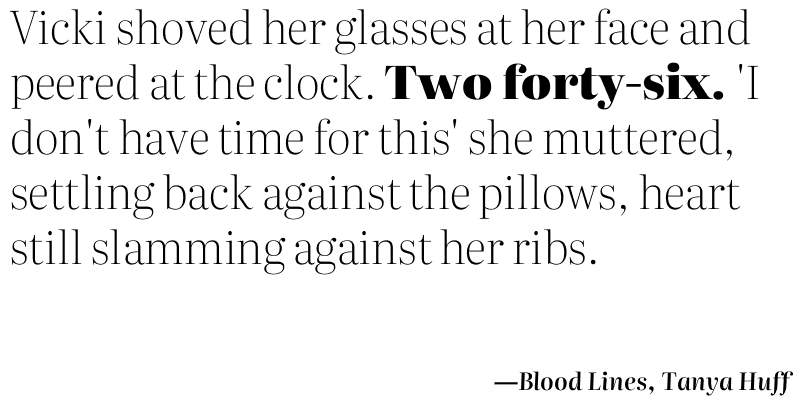 Vicki shoved her glasses at her face and
peered at the clock. Two forty-six. 'I
don't have time for this' she muttered,
settling back against the pillows, heart
still slamming against her ribs.
—Blood Lines, Tanya Huff